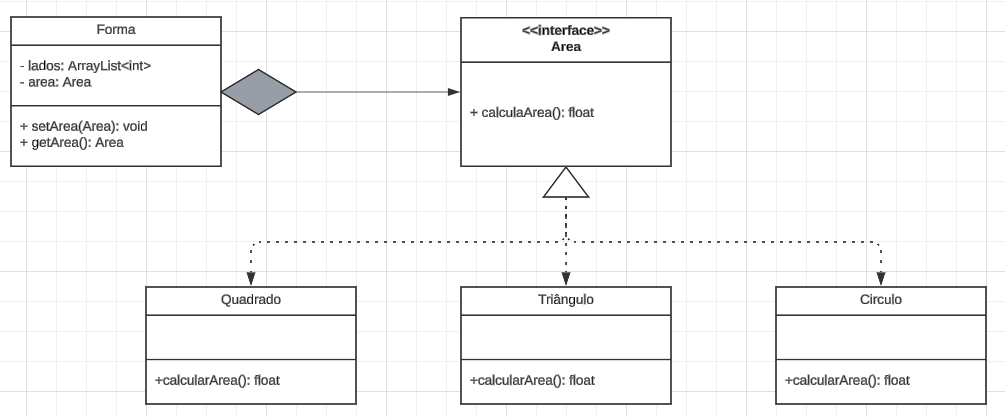 Forma
- lados: ArrayList<int>
- area: Area
+ setArea(Area): void
+ getArea(): Area
<<interface>>
Area
+ calculaArea(): float
Quadrado
+calcularArea(): float
Triângulo
+calcularArea(): float
Circulo
+calcularArea(): float